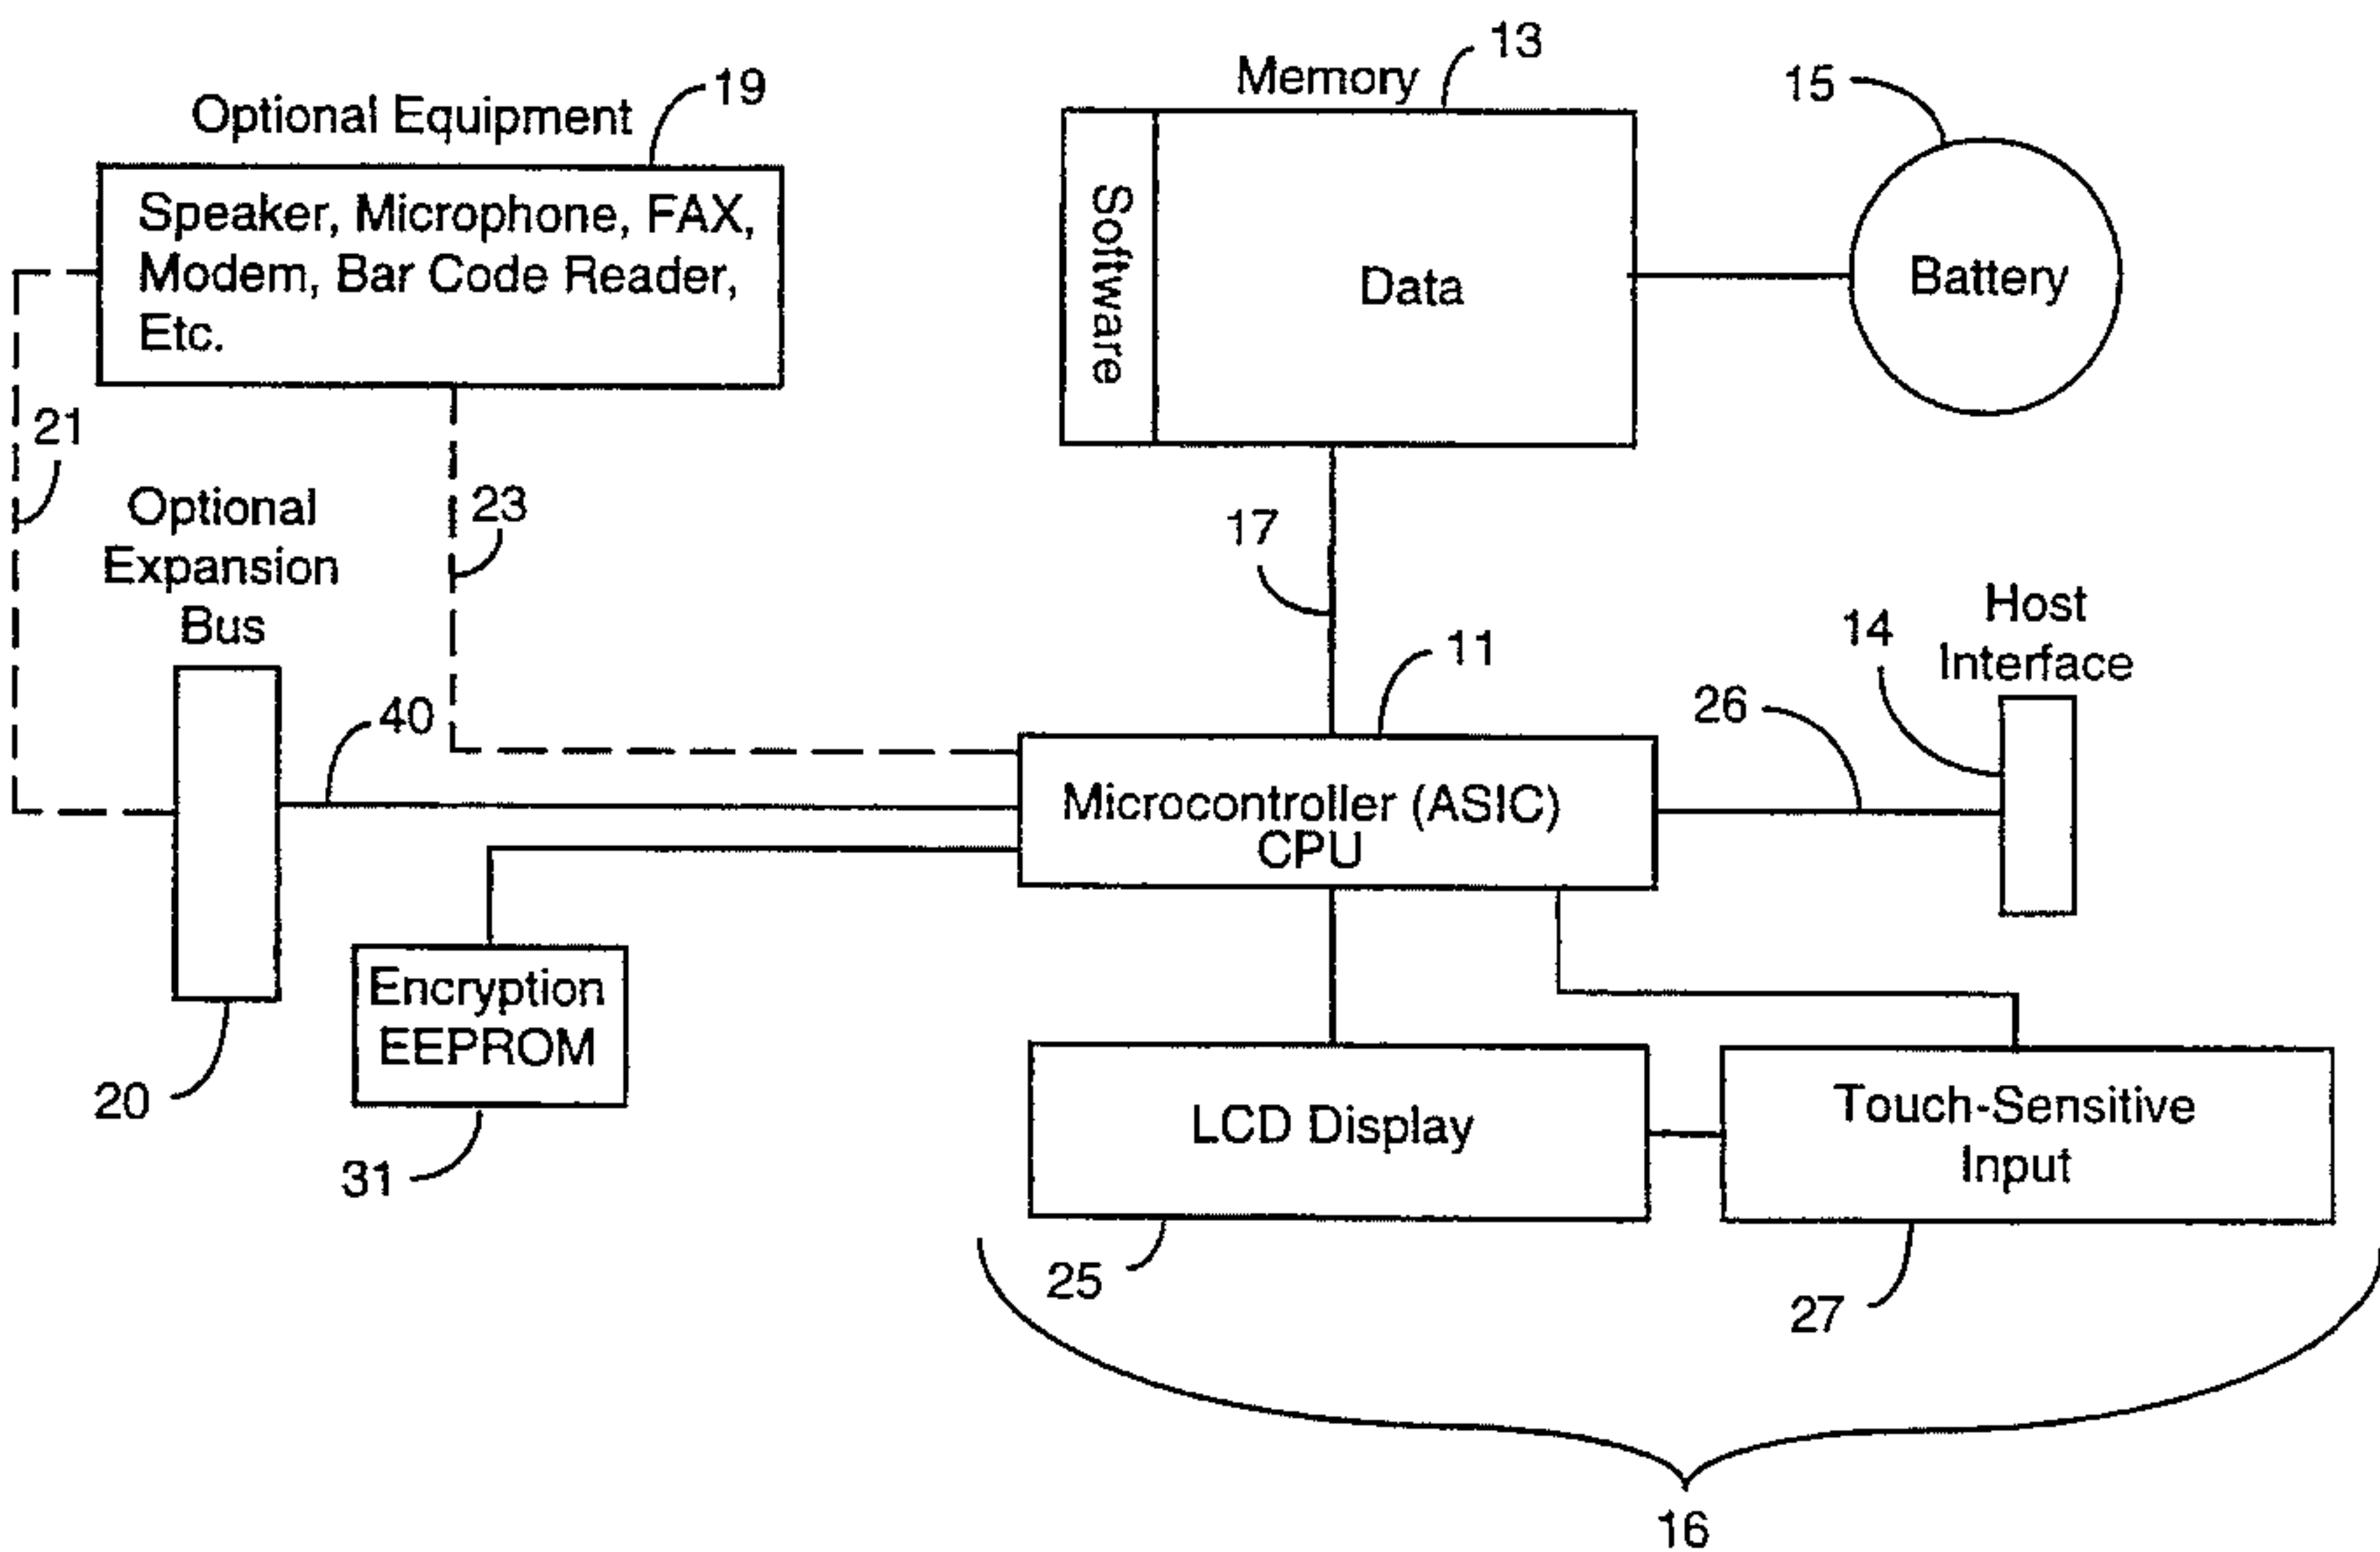 Optional Equipment
19
Speaker, Microphone, FAX,
Modem, Bar Code Reader,
Etc.
Memory
13
Software
Data
15
Battery
21
23
17
Optional
Expansion
Bus
40
11
Microcontroller (ASIC)
CPU
26
14
Host
Interface
20
Encryption
EEPROM
31
LCD Display
25
Touch-Sensitive
Input
27
16